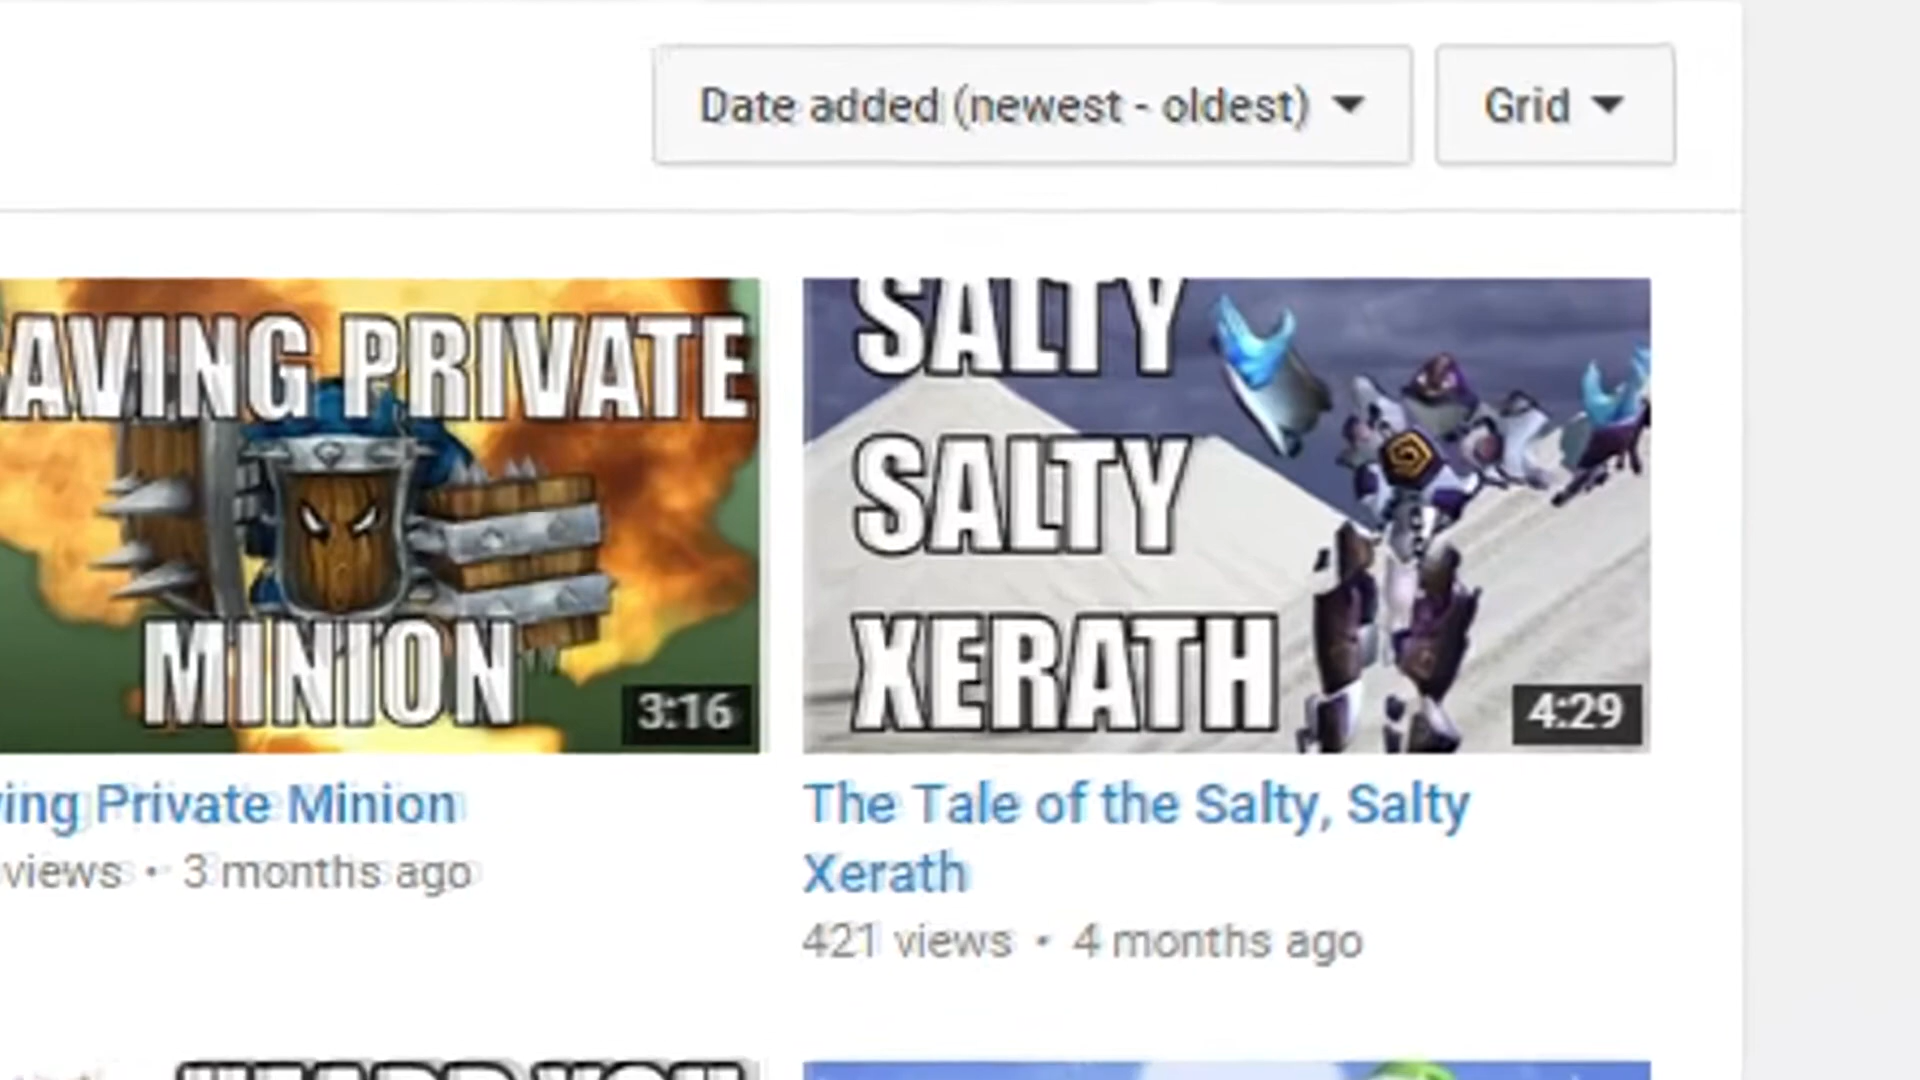 Date added (newest - oldest)
Grid
AVING PRIVATE
MINION
3:16
SALTY
SALTY
XERATH
4:29
ing Private Minion
views • 3 months ago
The Tale of the Salty, Salty
Xerath
421 views • 4 months ago